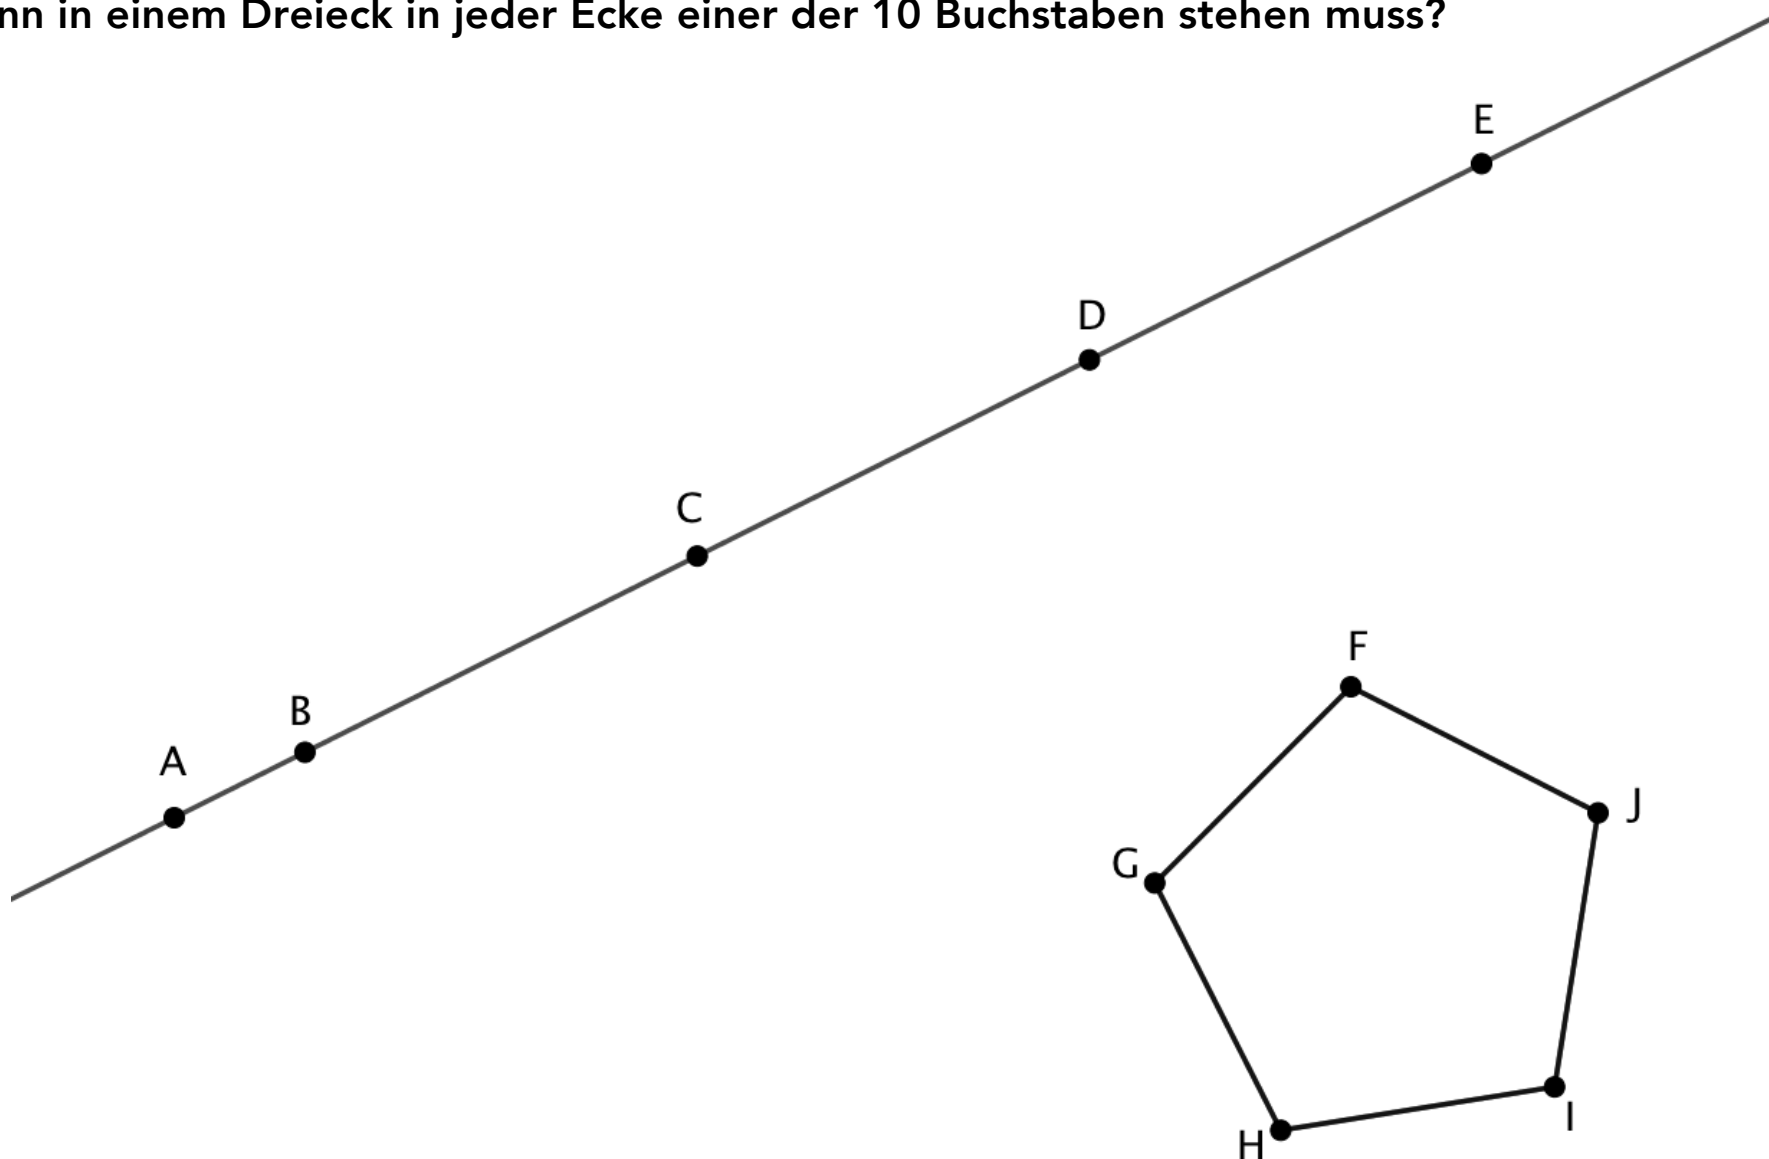 nn in einem Dreieck in jeder Ecke einer der 10 Buchstaben stehen muss?
E
D
C
F
B
A
J
G
I
H